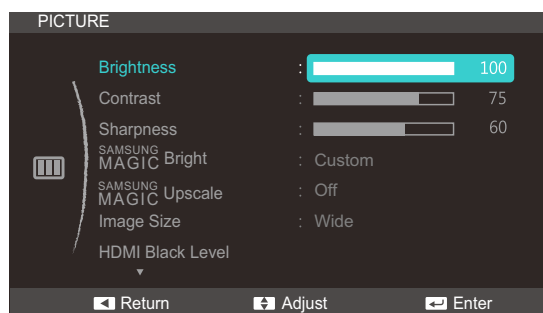 PICTURE
Brightness : 100
Contrast : 75
Sharpness : 60
SAMSUNG MAGIC Bright : Custom
SAMSUNG MAGIC Upscale : Off
Image Size : Wide
HDMI Black Level
Return Adjust Enter